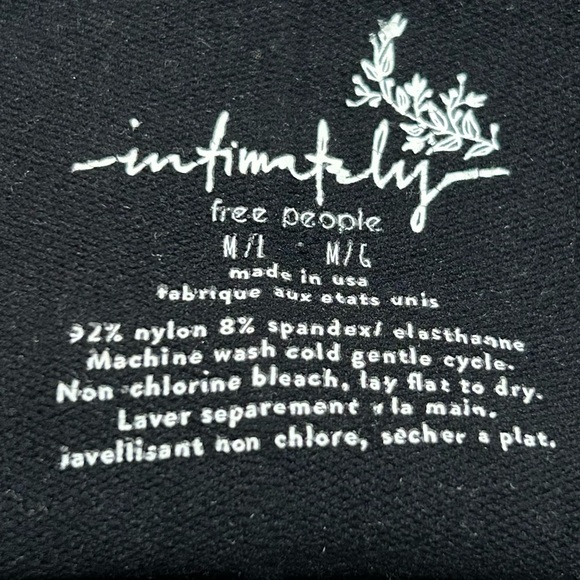 intimately
free people
M/L · M/G
made in usa
fabrique aux etats unis
92% nylon 8% spandex/ elasthanne
Machine wash cold gentle cycle.
Non-chlorine bleach, lay flat to dry.
Laver separement a la main.
javellisant non chlore, secher a plat.